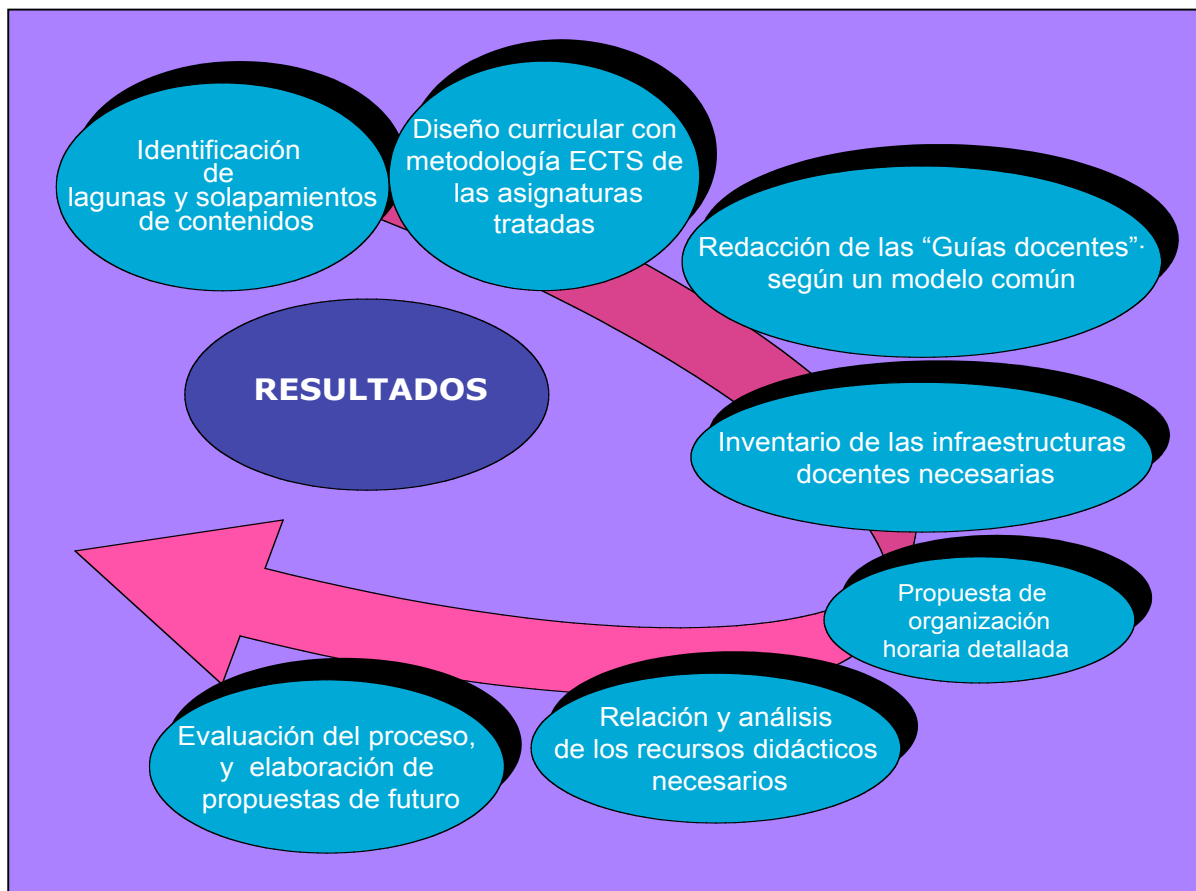 Identificación
de
lagunas y solapamientos
de contenidos
Diseño curricular con
metodología ECTS de
las asignaturas
tratadas
Redacción de las “Guías docentes”·
según un modelo común
RESULTADOS
Inventario de las infraestructuras
docentes necesarias
Propuesta de
organización
horaria detallada
Relación y análisis
de los recursos didácticos
necesarios
Evaluación del proceso,
y elaboración de
propuestas de futuro